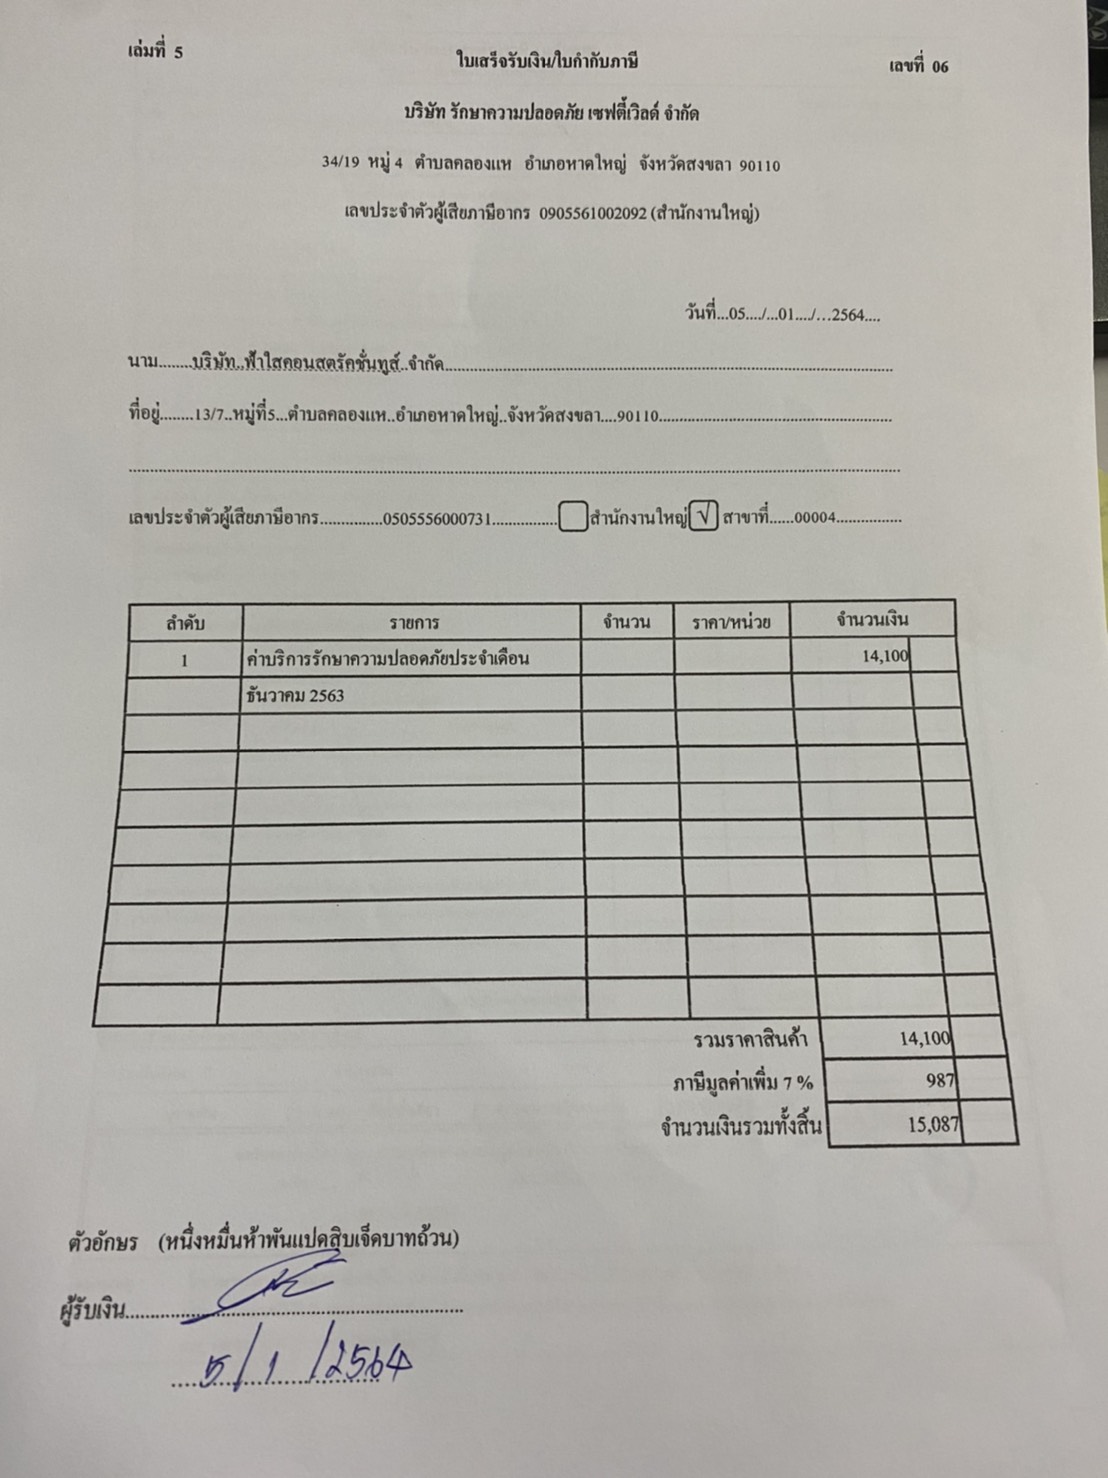 เล่มที่ 5
ใบเสร็จรับเงิน/ใบกำกับภาษี
เลขที่ 06
บริษัท รักษาความปลอดภัย เซฟตี้เวิลด์ จำกัด
34/19 หมู่ 4 ตำบลคลองแห อำเภอหาดใหญ่ จังหวัดสงขลา 90110
เลขประจำตัวผู้เสียภาษีอากร 0905561002092 (สำนักงานใหญ่)
วันที่...05..../...01..../...2564....
นาม........บริษัท..ฟ้าใสคอนสตรัคชั่นทูส์..จำกัด........
ที่อยู่........13/7..หมู่ที่5...ตำบลคลองแห..อำเภอหาดใหญ่..จังหวัดสงขลา....90110........
เลขประจำตัวผู้เสียภาษีอากร...............0505556000731................ สำนักงานใหญ่ √ สาขาที่......00004................
ลำดับ รายการ จำนวน ราคา/หน่วย จำนวนเงิน
1 ค่าบริการรักษาความปลอดภัยประจำเดือน 14,100
ธันวาคม 2563
รวมราคาสินค้า 14,100
ภาษีมูลค่าเพิ่ม 7 % 987
จำนวนเงินรวมทั้งสิ้น 15,087
ตัวอักษร (หนึ่งหมื่นห้าพันแปดสิบเจ็ดบาทถ้วน)
ผู้รับเงิน........
5/1/2564